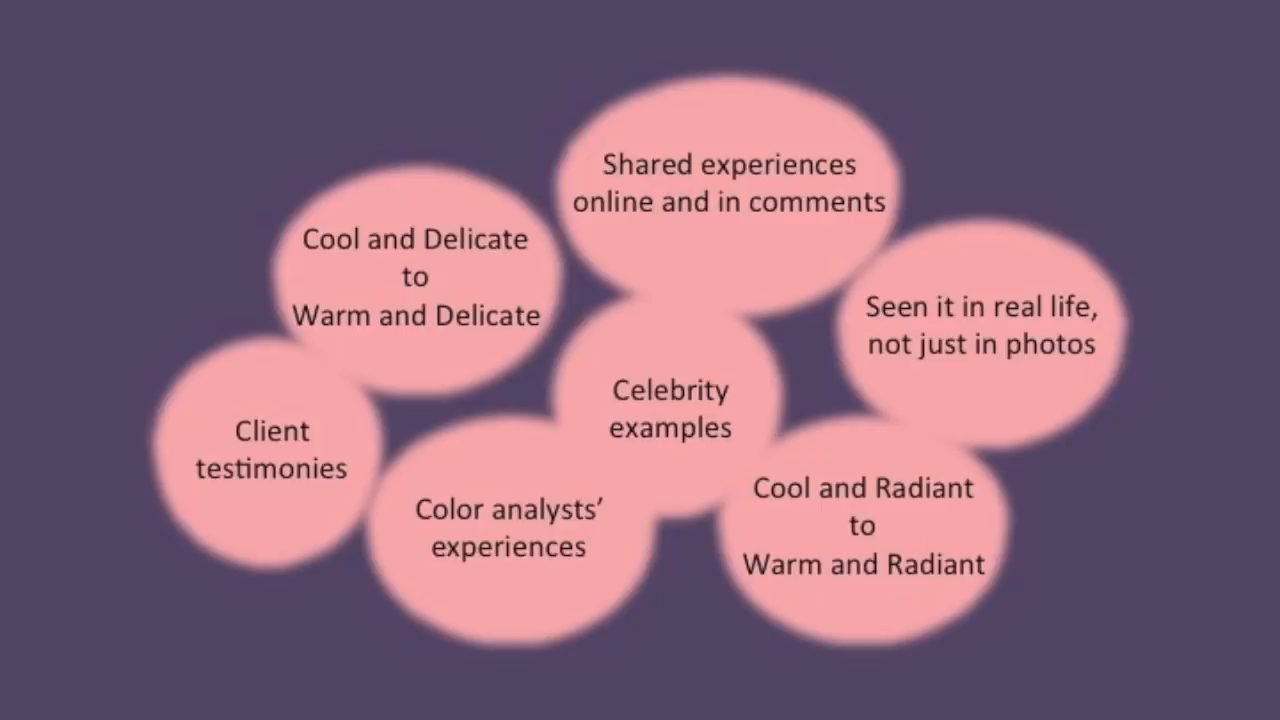 Shared experiences
online and in comments
Cool and Delicate
to
Warm and Delicate
Seen it in real life,
not just in photos
Celebrity
examples
Client
testimonies
Color analysts’
experiences
Cool and Radiant
to
Warm and Radiant